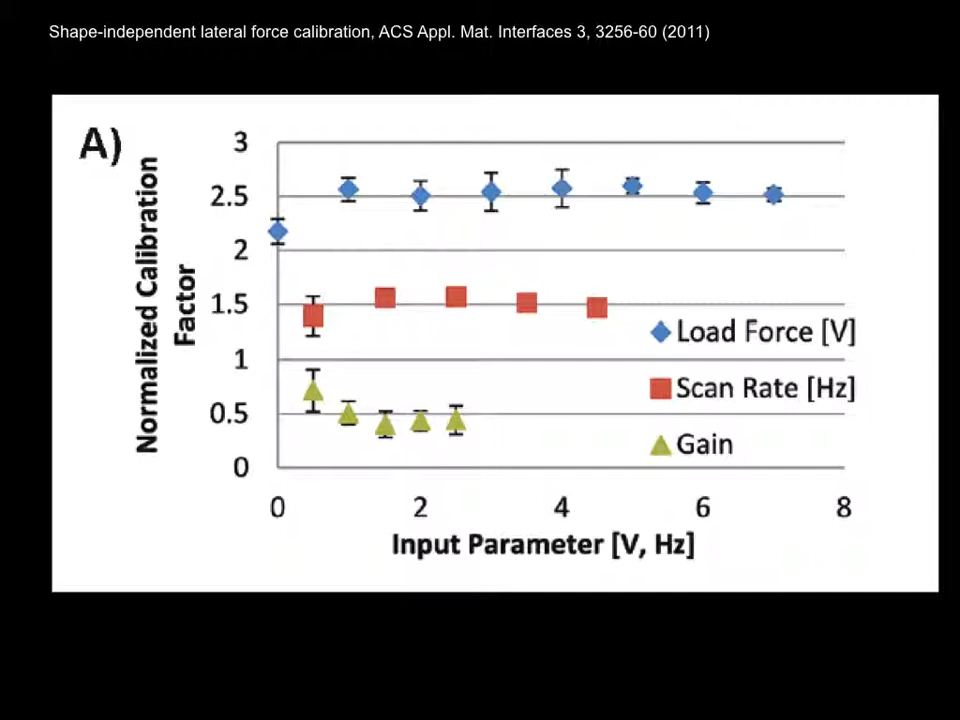 Shape-independent lateral force calibration, ACS Appl. Mat. Interfaces 3, 3256-60 (2011)
A)
Normalized Calibration
Factor
3
2.5
2
1.5
1
0.5
0
0 2 4 6 8
Input Parameter [V, Hz]
Load Force [V]
Scan Rate [Hz]
Gain